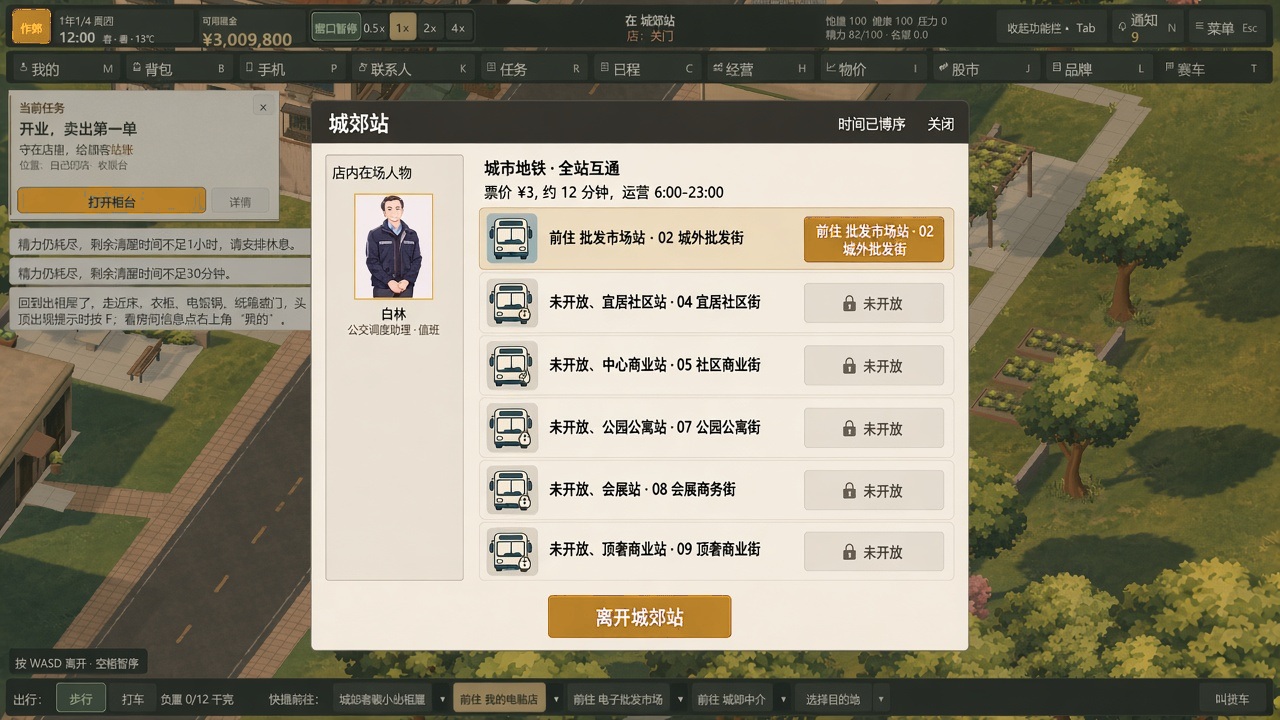 作郊
1年1/4 周四
12:00 春·粤·13℃
可用现金
¥3,009,800
窗口暂停 0.5x 1x 2x 4x
在 城郊站
店: 关门
饱腹 100 健康 100 压力 0
精力 82/100 · 名望 0.0
收起功能栏 · Tab
通知 N
9
菜单 Esc
我的 M
背包 B
手机 P
联系人 K
任务 R
日程 C
经营 H
物价 I
股市 J
品牌 L
赛车 T
当前任务 ×
开业，卖出第一单
守在店里，给顾客
位置: 自己的店· 收银台
打开柜台 详情
精力仍耗尽，剩余清醒时间不足1小时，请安排休息。
精力仍耗尽，剩余清醒时间不足30分钟。
回到出租屋了，走近床、衣柜、电饭锅、头
顶出现提示时按 F；看房间信息点右上角“我的”。
城郊站
时间已博序 关闭
店内在场人物
白林
公交调度助理 · 值班
城市地铁 · 全站互通
票价 ¥3, 约 12 分钟，运营 6:00-23:00
前往 批发市场站 · 02 城外批发街
前往 批发市场站 · 02
城外批发街
未开放、宜居社区站 · 04 宜居社区街 未开放
未开放、中心商业站 · 05 社区商业街 未开放
未开放、公园公寓站 · 07 公园公寓街 未开放
未开放、会展站 · 08 会展商务街 未开放
未开放、顶奢商业站 · 09 顶奢商业街 未开放
离开城郊站
按 WASD 离开 · 空格暂停
出行: 步行 打车 负重 0/12 千克 快捷前往: 前往 我的电脑店 前往 电子批发市场 前往 城郊中介 选择目的地 叫货车